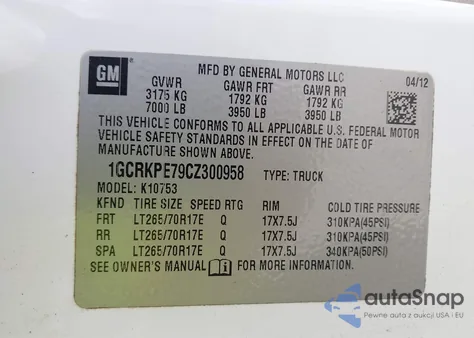 GM
MFD BY GENERAL MOTORS LLC
04/12
GVWR GAWR FRT GAWR RR
3175 KG 1792 KG 1792 KG
7000 LB 3950 LB 3950 LB
THIS VEHICLE CONFORMS TO ALL APPLICABLE U.S. FEDERAL MOTOR
VEHICLE SAFETY STANDARDS IN EFFECT ON THE DATE OF
MANUFACTURE SHOWN ABOVE.
1GCRKPE79CZ300958 TYPE: TRUCK
MODEL: K10753
KFND TIRE SIZE SPEED RTG RIM COLD TIRE PRESSURE
FRT LT265/70R17E Q 17X7.5J 310KPA(45PSI)
RR LT265/70R17E Q 17X7.5J 310KPA(45PSI)
SPA LT265/70R17E Q 17X7.5J 340KPA(50PSI)
SEE OWNER'S MANUAL FOR MORE INFORMATION.
autoSnap
Pewne auta z aukcji USA i EU